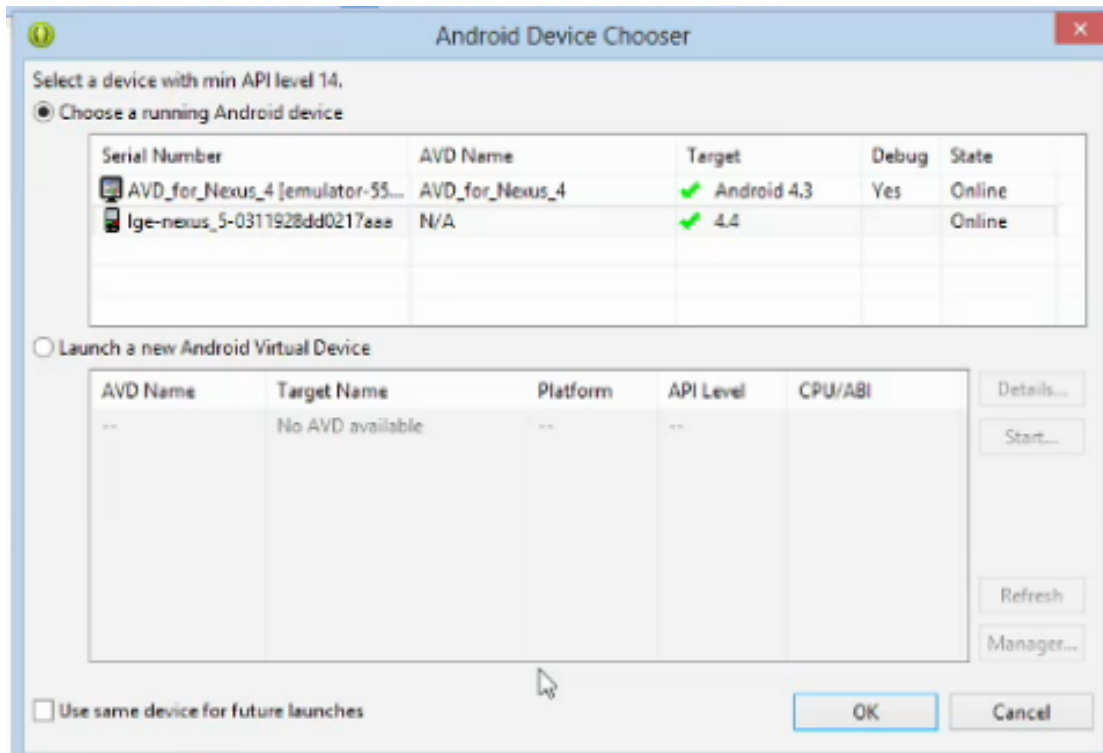 Android Device Chooser
Select a device with min API level 14.
Choose a running Android device
Serial Number AVD Name Target Debug State
AVD_for_Nexus_4 [emulator-55... AVD_for_Nexus_4 Android 4.3 Yes Online
lge-nexus_5-0311928dd0217aaa N/A 4.4 Online
Launch a new Android Virtual Device
AVD Name Target Name Platform API Level CPU/ABI
Details...
-- No AVD available -- --
Start...
Refresh
Manager...
Use same device for future launches
OK Cancel